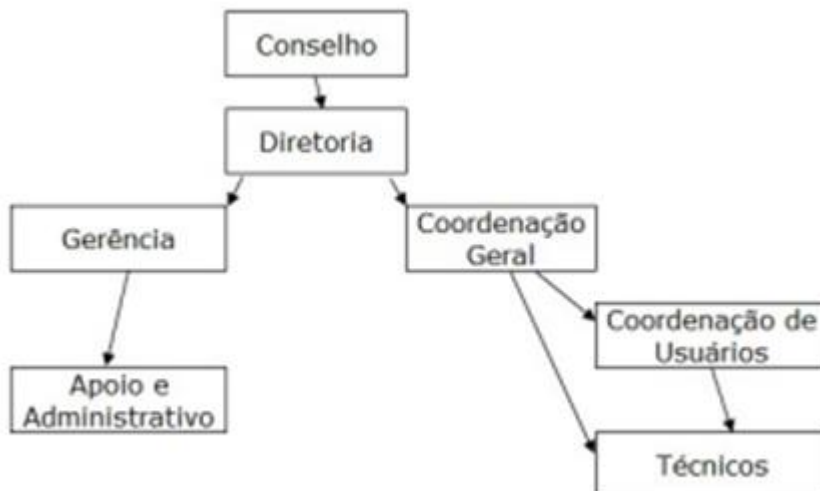 Conselho
Diretoria
Gerência
Coordenação
Geral
Coordenação de
Usuários
Apoio e
Administrativo
Técnicos